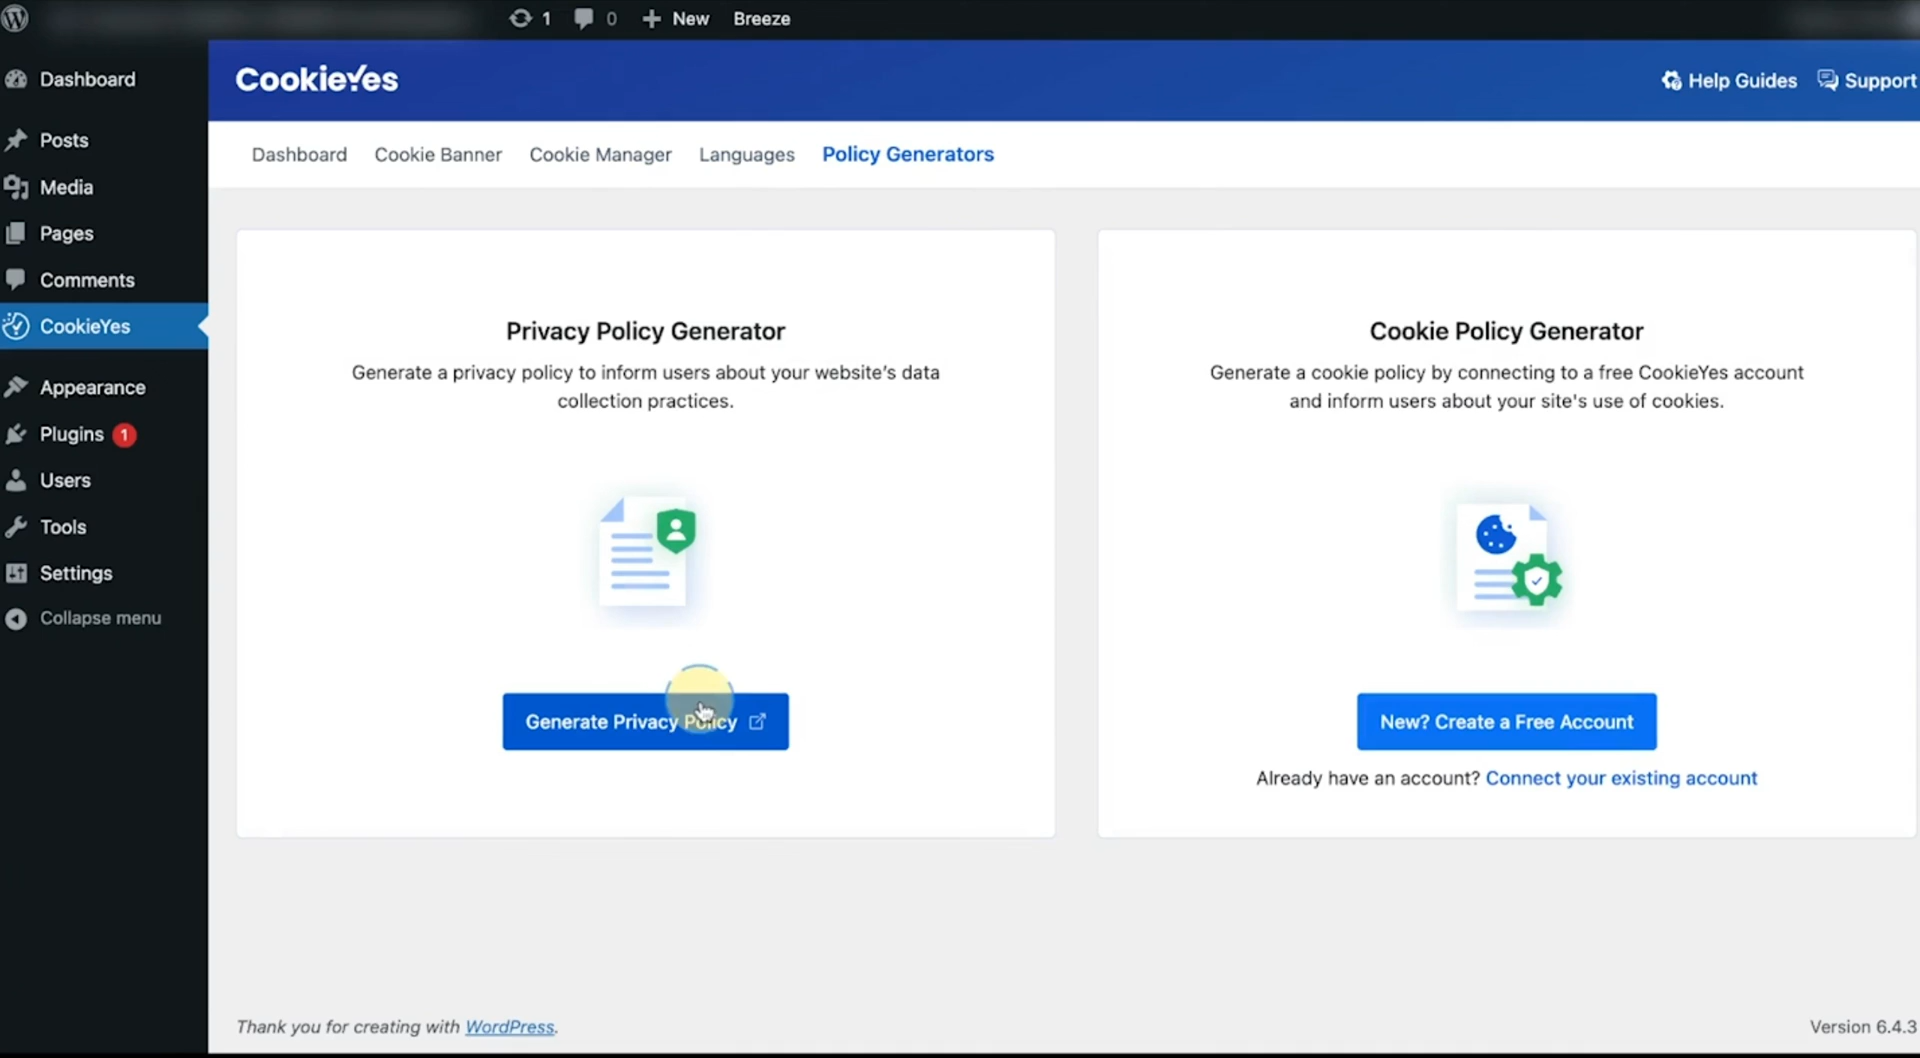 1
0
New
Breeze
Dashboard
Posts
Media
Pages
Comments
CookieYes
Appearance
Plugins 1
Users
Tools
Settings
Collapse menu
CookieYes
Help Guides
Support
Dashboard
Cookie Banner
Cookie Manager
Languages
Policy Generators
Privacy Policy Generator
Generate a privacy policy to inform users about your website's data
collection practices.
Generate Privacy Policy
Cookie Policy Generator
Generate a cookie policy by connecting to a free CookieYes account
and inform users about your site's use of cookies.
New? Create a Free Account
Already have an account? Connect your existing account
Thank you for creating with WordPress.
Version 6.4.3